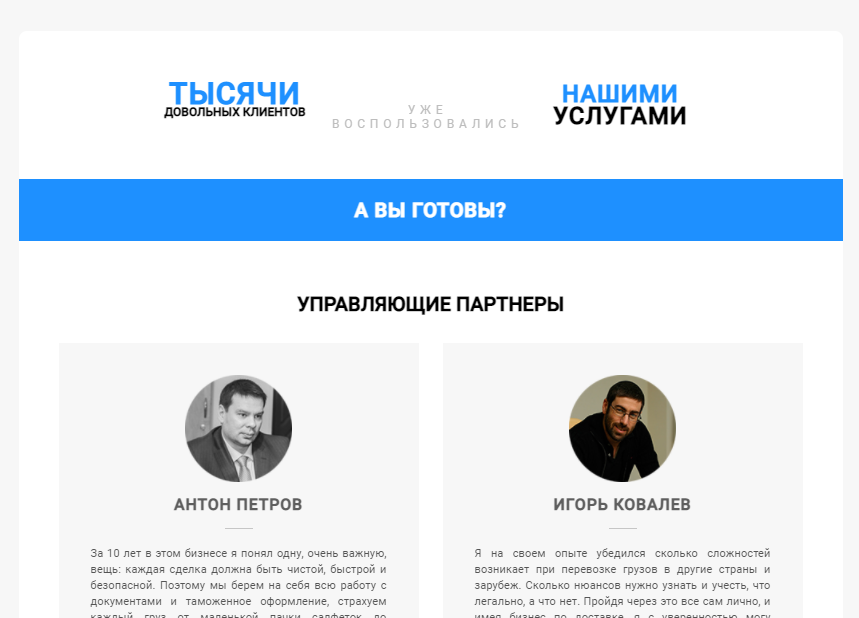 ТЫСЯЧИ
ДОВОЛЬНЫХ КЛИЕНТОВ
УЖЕ
ВОСПОЛЬЗОВАЛИСЬ
НАШИМИ
УСЛУГАМИ
А ВЫ ГОТОВЫ?
УПРАВЛЯЮЩИЕ ПАРТНЕРЫ
АНТОН ПЕТРОВ
За 10 лет в этом бизнесе я понял одну, очень важную,
вещь: каждая сделка должна быть чистой, быстрой и
безопасной. Поэтому мы берем на себя всю работу с
документами и таможенное оформление, страхуем
каждый груз от маленькой пачки салфеток до
ИГОРЬ КОВАЛЕВ
Я на своем опыте убедился сколько сложностей
возникает при перевозке грузов в другие страны и
зарубеж. Сколько нюансов нужно узнать и учесть, что
легально, а что нет. Пройдя через это все сам лично, и
имея бизнес по доставке, я с уверенностью могу